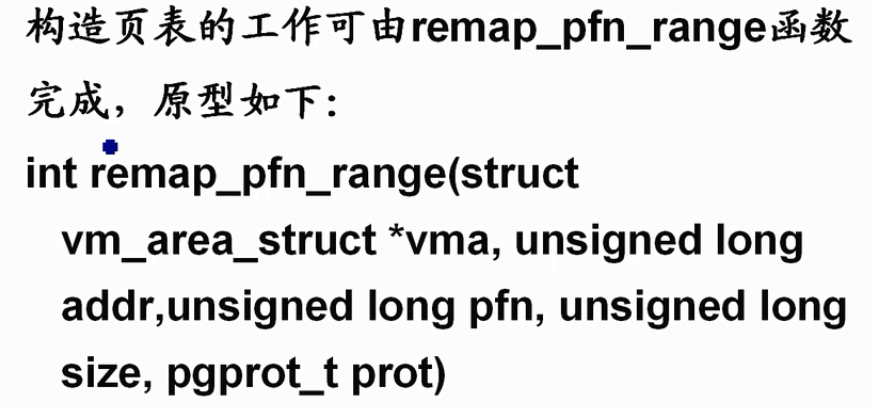 构造页表的工作可由remap_pfn_range函数
完成，原型如下：
int remap_pfn_range(struct
vm_area_struct *vma, unsigned long
addr,unsigned long pfn, unsigned long
size, pgprot_t prot)